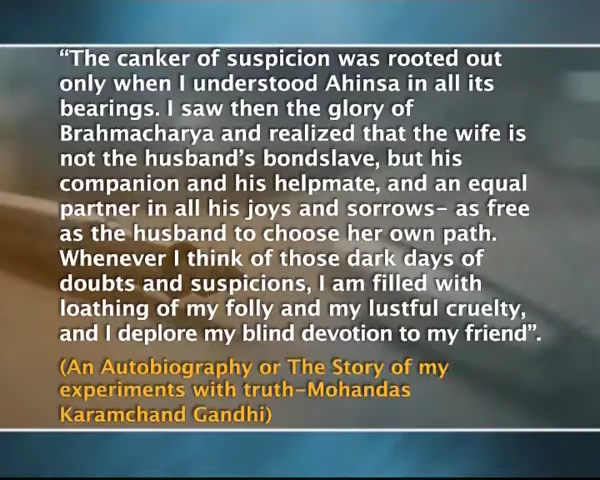 “The canker of suspicion was rooted out
only when I understood Ahinsa in all its
bearings. I saw then the glory of
Brahmacharya and realized that the wife is
not the husband’s bondslave, but his
companion and his helpmate, and an equal
partner in all his joys and sorrows– as free
as the husband to choose her own path.
Whenever I think of those dark days of
doubts and suspicions, I am filled with
loathing of my folly and my lustful cruelty,
and I deplore my blind devotion to my friend”.
(An Autobiography or The Story of my
experiments with truth–Mohandas
Karamchand Gandhi)